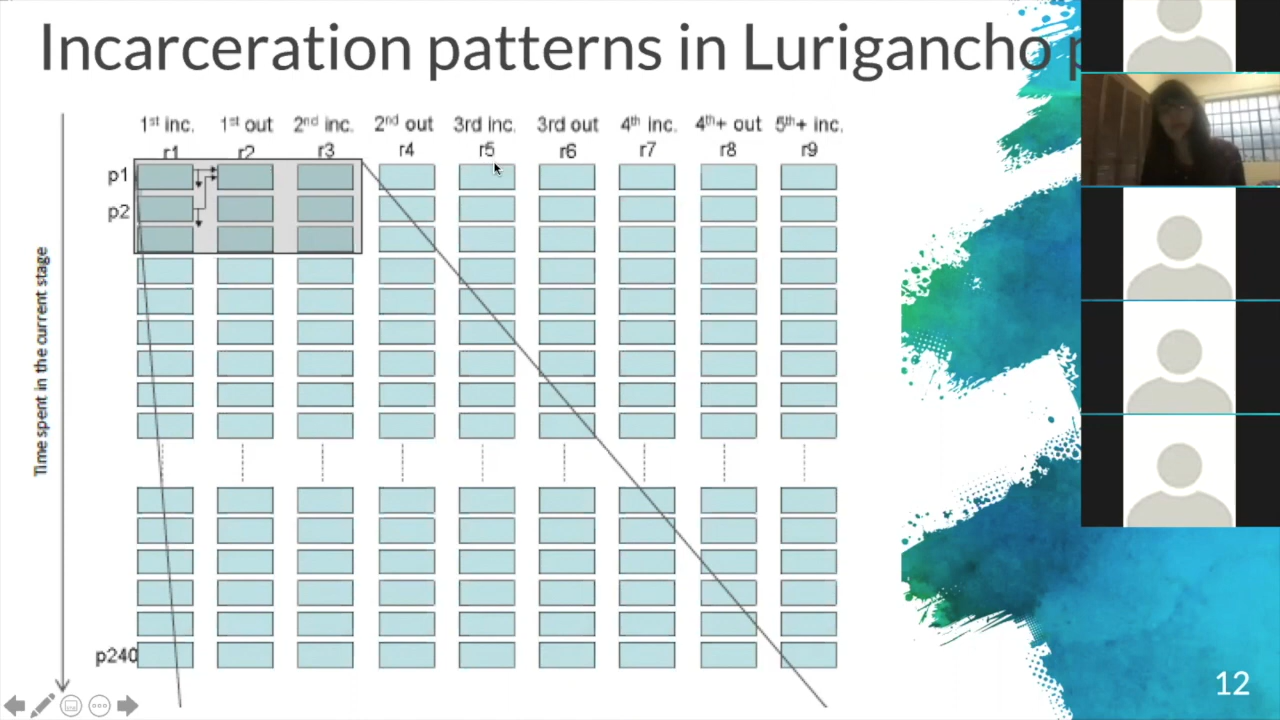 Incarceration patterns in Lurigancho p
1st inc. 1st out 2nd inc. 2nd out 3rd inc. 3rd out 4th inc. 4th+ out 5th+ inc.
r1 r2 r3 r4 r5 r6 r7 r8 r9
p1
p2
Time spent in the current stage
p240
12